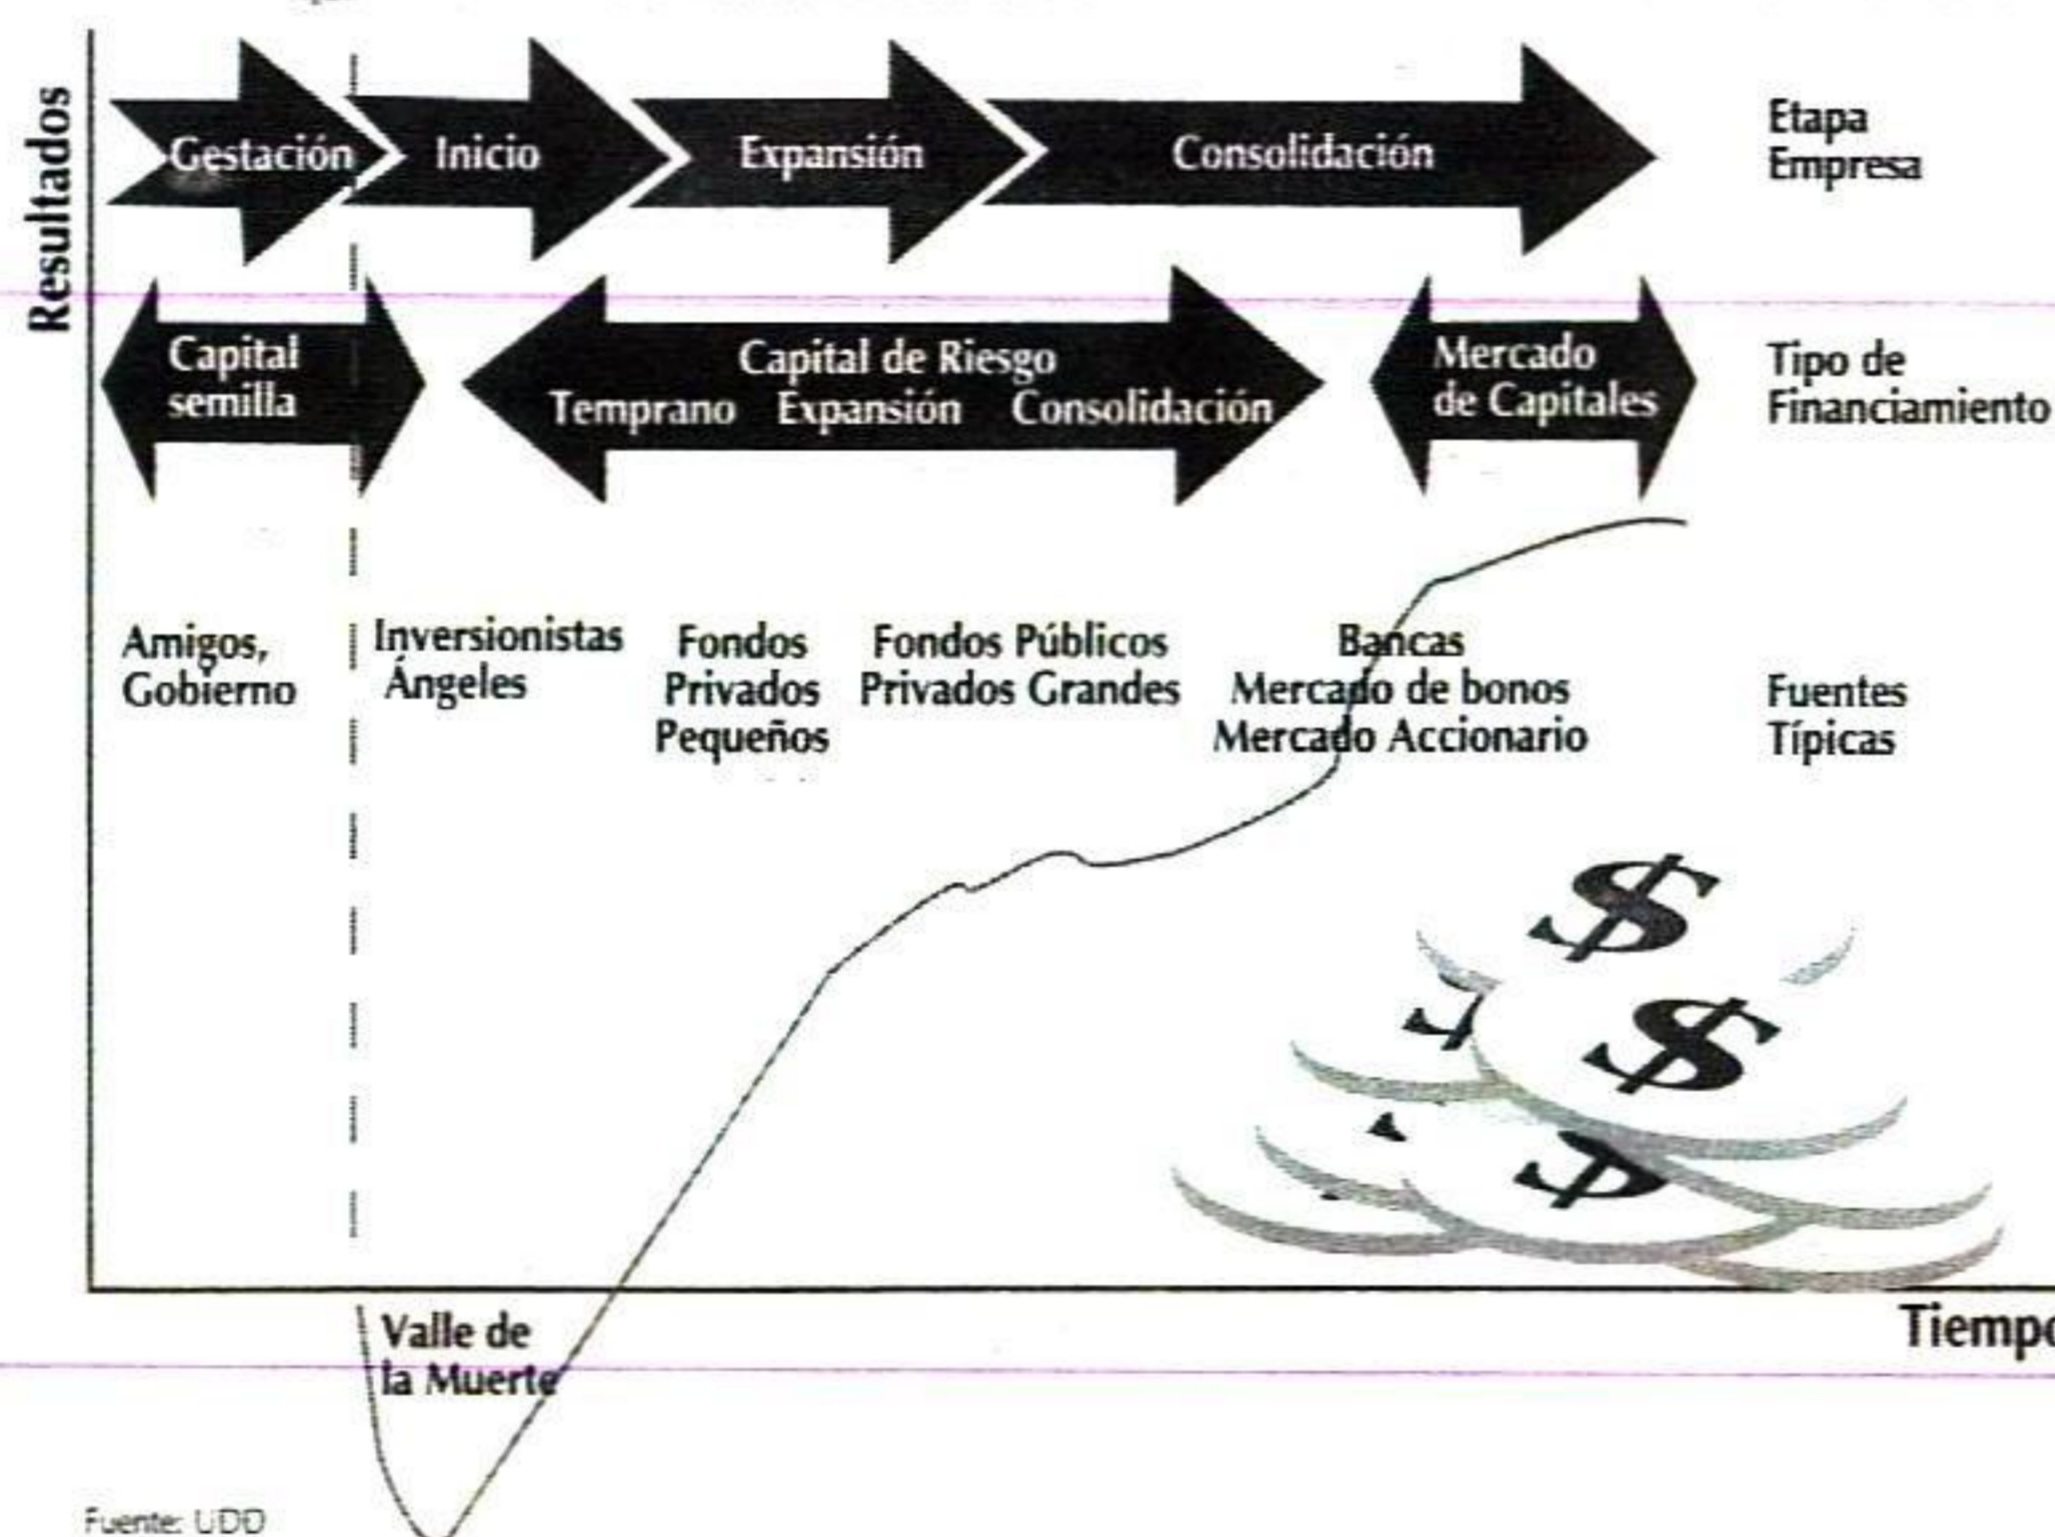 Resultados
Gestación
Inicio
Expansión
Consolidación
Etapa
Empresa
Capital
semilla
Capital de Riesgo
Temprano Expansión Consolidación
Mercado
de Capitales
Tipo de
Financiamiento
Amigos,
Gobierno
Inversionistas
Ángeles
Fondos
Privados
Pequeños
Fondos Públicos
Privados Grandes
Bancas
Mercado de bonos
Mercado Accionario
Fuentes
Típicas
$
$
$
Valle de
la Muerte
Tiempo
Fuente: UDD